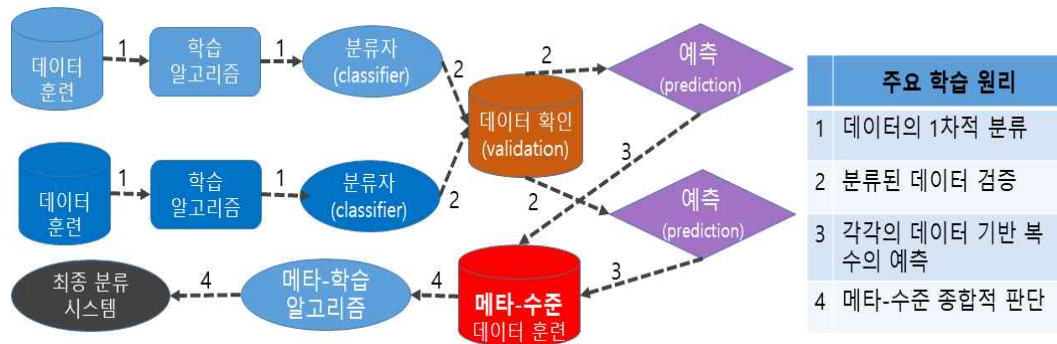 데이터
훈련
1
학습
알고리즘
1
분류자
(classifier)
2
데이터 확인
(validation)
2
예측
(prediction)
3
데이터
훈련
1
학습
알고리즘
1
분류자
(classifier)
2
2
예측
(prediction)
3
메타-수준
데이터 훈련
4
메타-학습
알고리즘
4
최종 분류
시스템
주요 학습 원리
1 데이터의 1차적 분류
2 분류된 데이터 검증
3 각각의 데이터 기반 복
수의 예측
4 메타-수준 종합적 판단